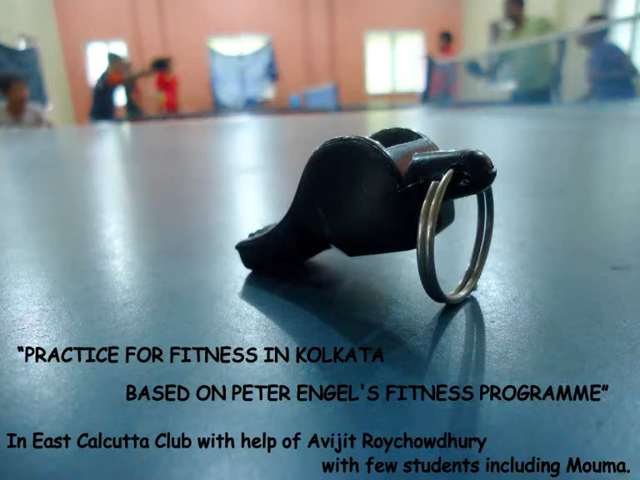 "PRACTICE FOR FITNESS IN KOLKATA
BASED ON PETER ENGEL'S FITNESS PROGRAMME"
In East Calcutta Club with help of Avijit Roychowdhury
with few students including Mouma.